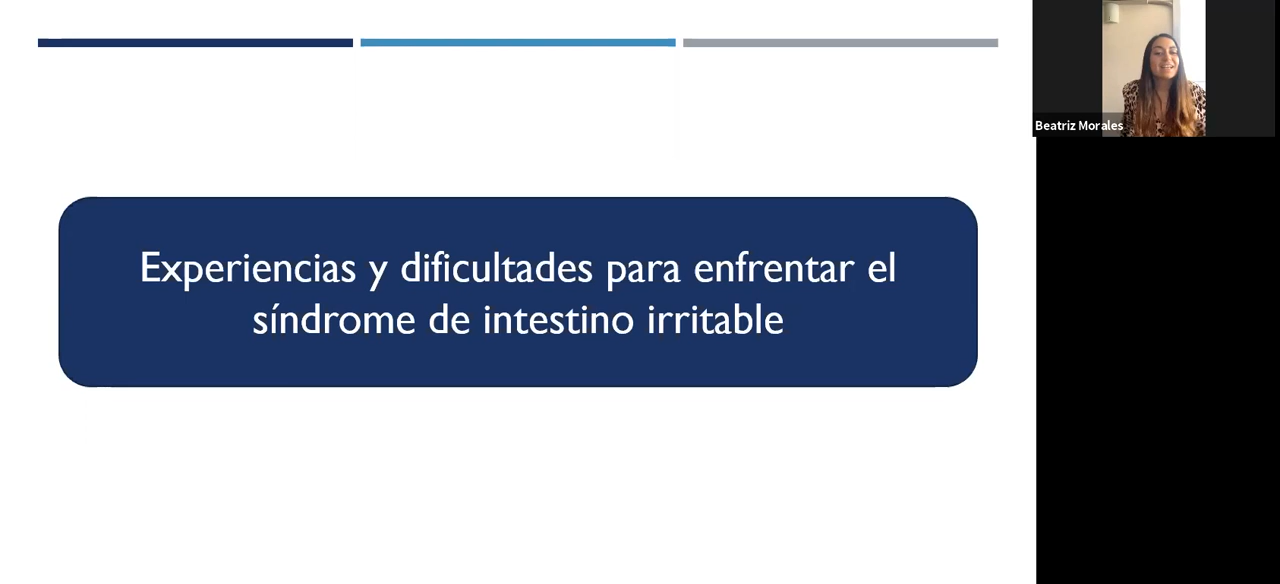 Experiencias y dificultades para enfrentar el
síndrome de intestino irritable
Beatriz Morales